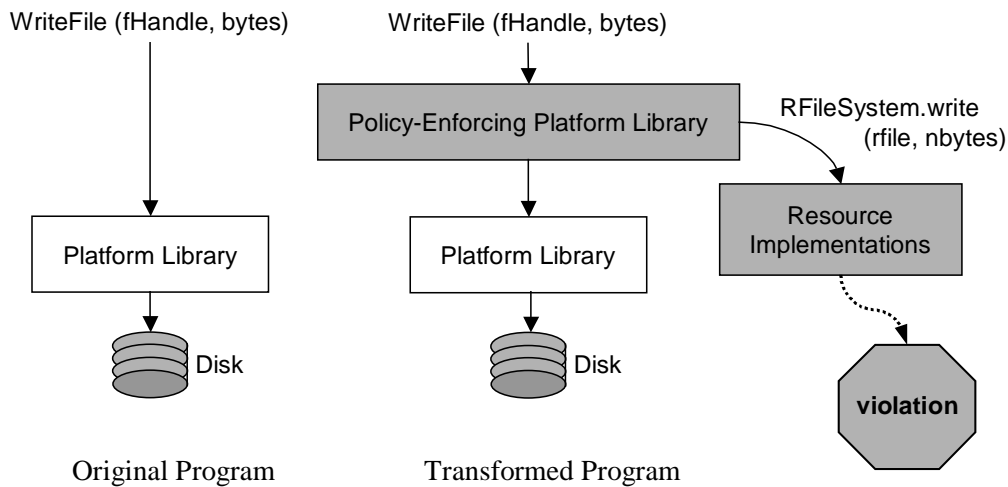 WriteFile (fHandle, bytes)
Platform Library
Disk
Original Program
WriteFile (fHandle, bytes)
Policy-Enforcing Platform Library
RFileSystem.write
(rfile, nbytes)
Platform Library
Resource
Implementations
Disk
violation
Transformed Program